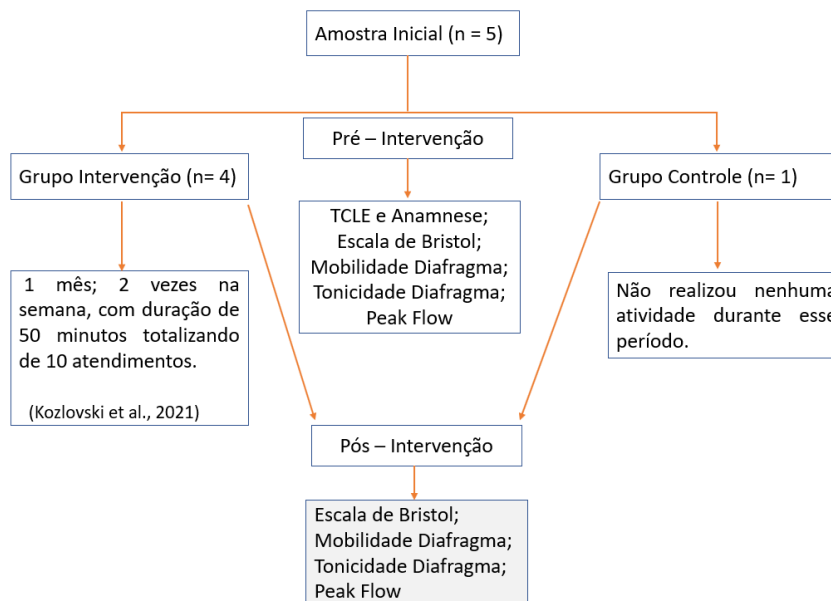 Amostra Inicial (n = 5)
Pré – Intervenção
Grupo Intervenção (n= 4)
Grupo Controle (n= 1)
TCLE e Anamnese;
Escala de Bristol;
Mobilidade Diafragma;
Tonicidade Diafragma;
Peak Flow
1 mês; 2 vezes na
semana, com duração de
50 minutos totalizando
de 10 atendimentos.
(Kozlovski et al., 2021)
Não realizou nenhuma
atividade durante esse
período.
Pós – Intervenção
Escala de Bristol;
Mobilidade Diafragma;
Tonicidade Diafragma;
Peak Flow